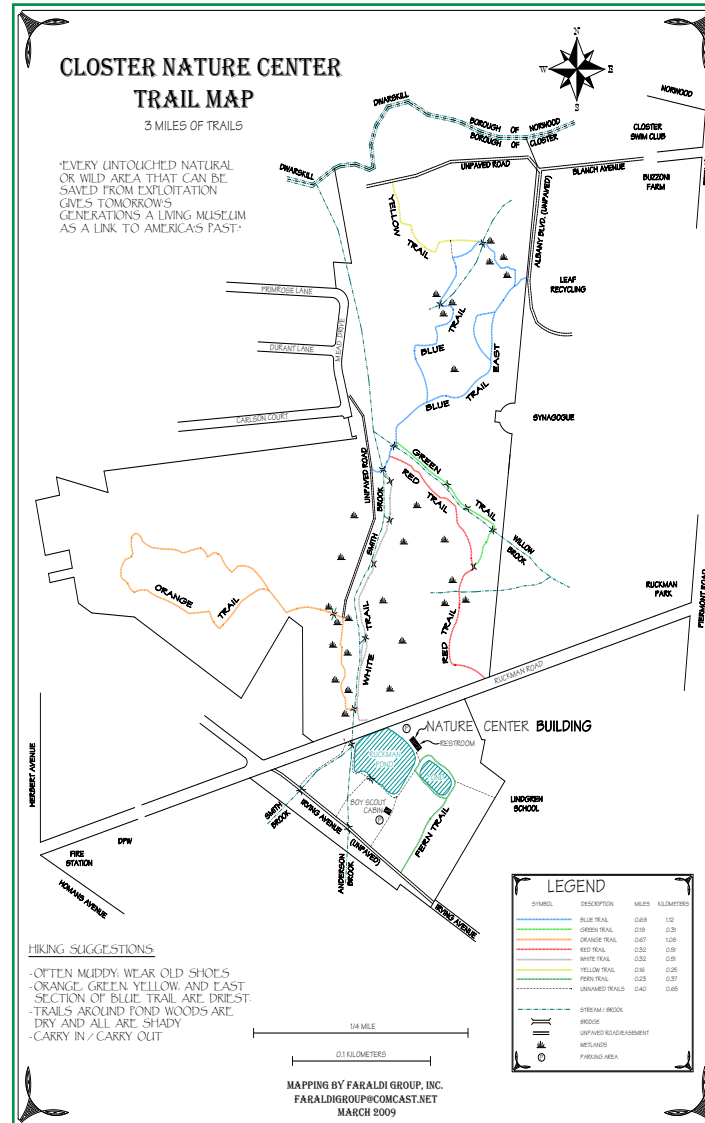 CLOSTER NATURE CENTER
TRAIL MAP
3 MILES OF TRAILS
"EVERY UNTOUCHED NATURAL
OR WILD AREA THAT CAN BE
SAVED FROM EXPLOITATION
GIVES TOMORROW'S
GENERATIONS A LIVING MUSEUM
AS A LINK TO AMERICA'S PAST."
N
W
E
S
DWARSKILL
BOROUGH OF NORWOOD
BOROUGH OF CLOSTER
NORWOOD
CLOSTER
SWIM CLUB
DWARSKILL
UNPAVED ROAD
BLANCH AVENUE
BUZZONI
FARM
YELLOW
TRAIL
ALBANY BLVD. (UNPAVED)
LEAF
RECYCLING
PRIMROSE LANE
MEAD DRIVE
DURANT LANE
BLUE TRAIL
EAST
BLUE TRAIL
CARLSON COURT
SYNAGOGUE
GREEN TRAIL
RED TRAIL
UNPAVED ROAD
SMITH BROOK
WILLOW
BROOK
ORANGE TRAIL
RUCKMAN
PARK
PIERMONT ROAD
WHITE TRAIL
RED TRAIL
RUCKMAN ROAD
P
NATURE CENTER BUILDING
RESTROOM
RUCKMAN
POND
BOY SCOUT
CABIN
P
FERN TRAIL
LINDGREN
SCHOOL
HERBERT AVENUE
SMITH
BROOK
IRVING AVENUE (UNPAVED)
ANDERSON
BROOK
IRVING AVENUE
DPW
FIRE
STATION
HOMANS AVENUE
LEGEND
SYMBOL DESCRIPTION MILES KILOMETERS
BLUE TRAIL 0.69 1.12
GREEN TRAIL 0.19 0.31
ORANGE TRAIL 0.67 1.09
RED TRAIL 0.32 0.51
WHITE TRAIL 0.32 0.51
YELLOW TRAIL 0.16 0.25
FERN TRAIL 0.23 0.37
UNNAMED TRAILS 0.40 0.65
STREAM / BROOK
BRIDGE
UNPAVED ROAD/EASEMENT
WETLANDS
P PARKING AREA
HIKING SUGGESTIONS:
- OFTEN MUDDY; WEAR OLD SHOES
- ORANGE, GREEN, YELLOW, AND EAST
SECTION OF BLUE TRAIL ARE DRIEST.
- TRAILS AROUND POND WOODS ARE
DRY AND ALL ARE SHADY
- CARRY IN / CARRY OUT
1/4 MILE
0.1 KILOMETERS
MAPPING BY FARALDI GROUP, INC.
FARALDIGROUP@COMCAST.NET
MARCH 2009